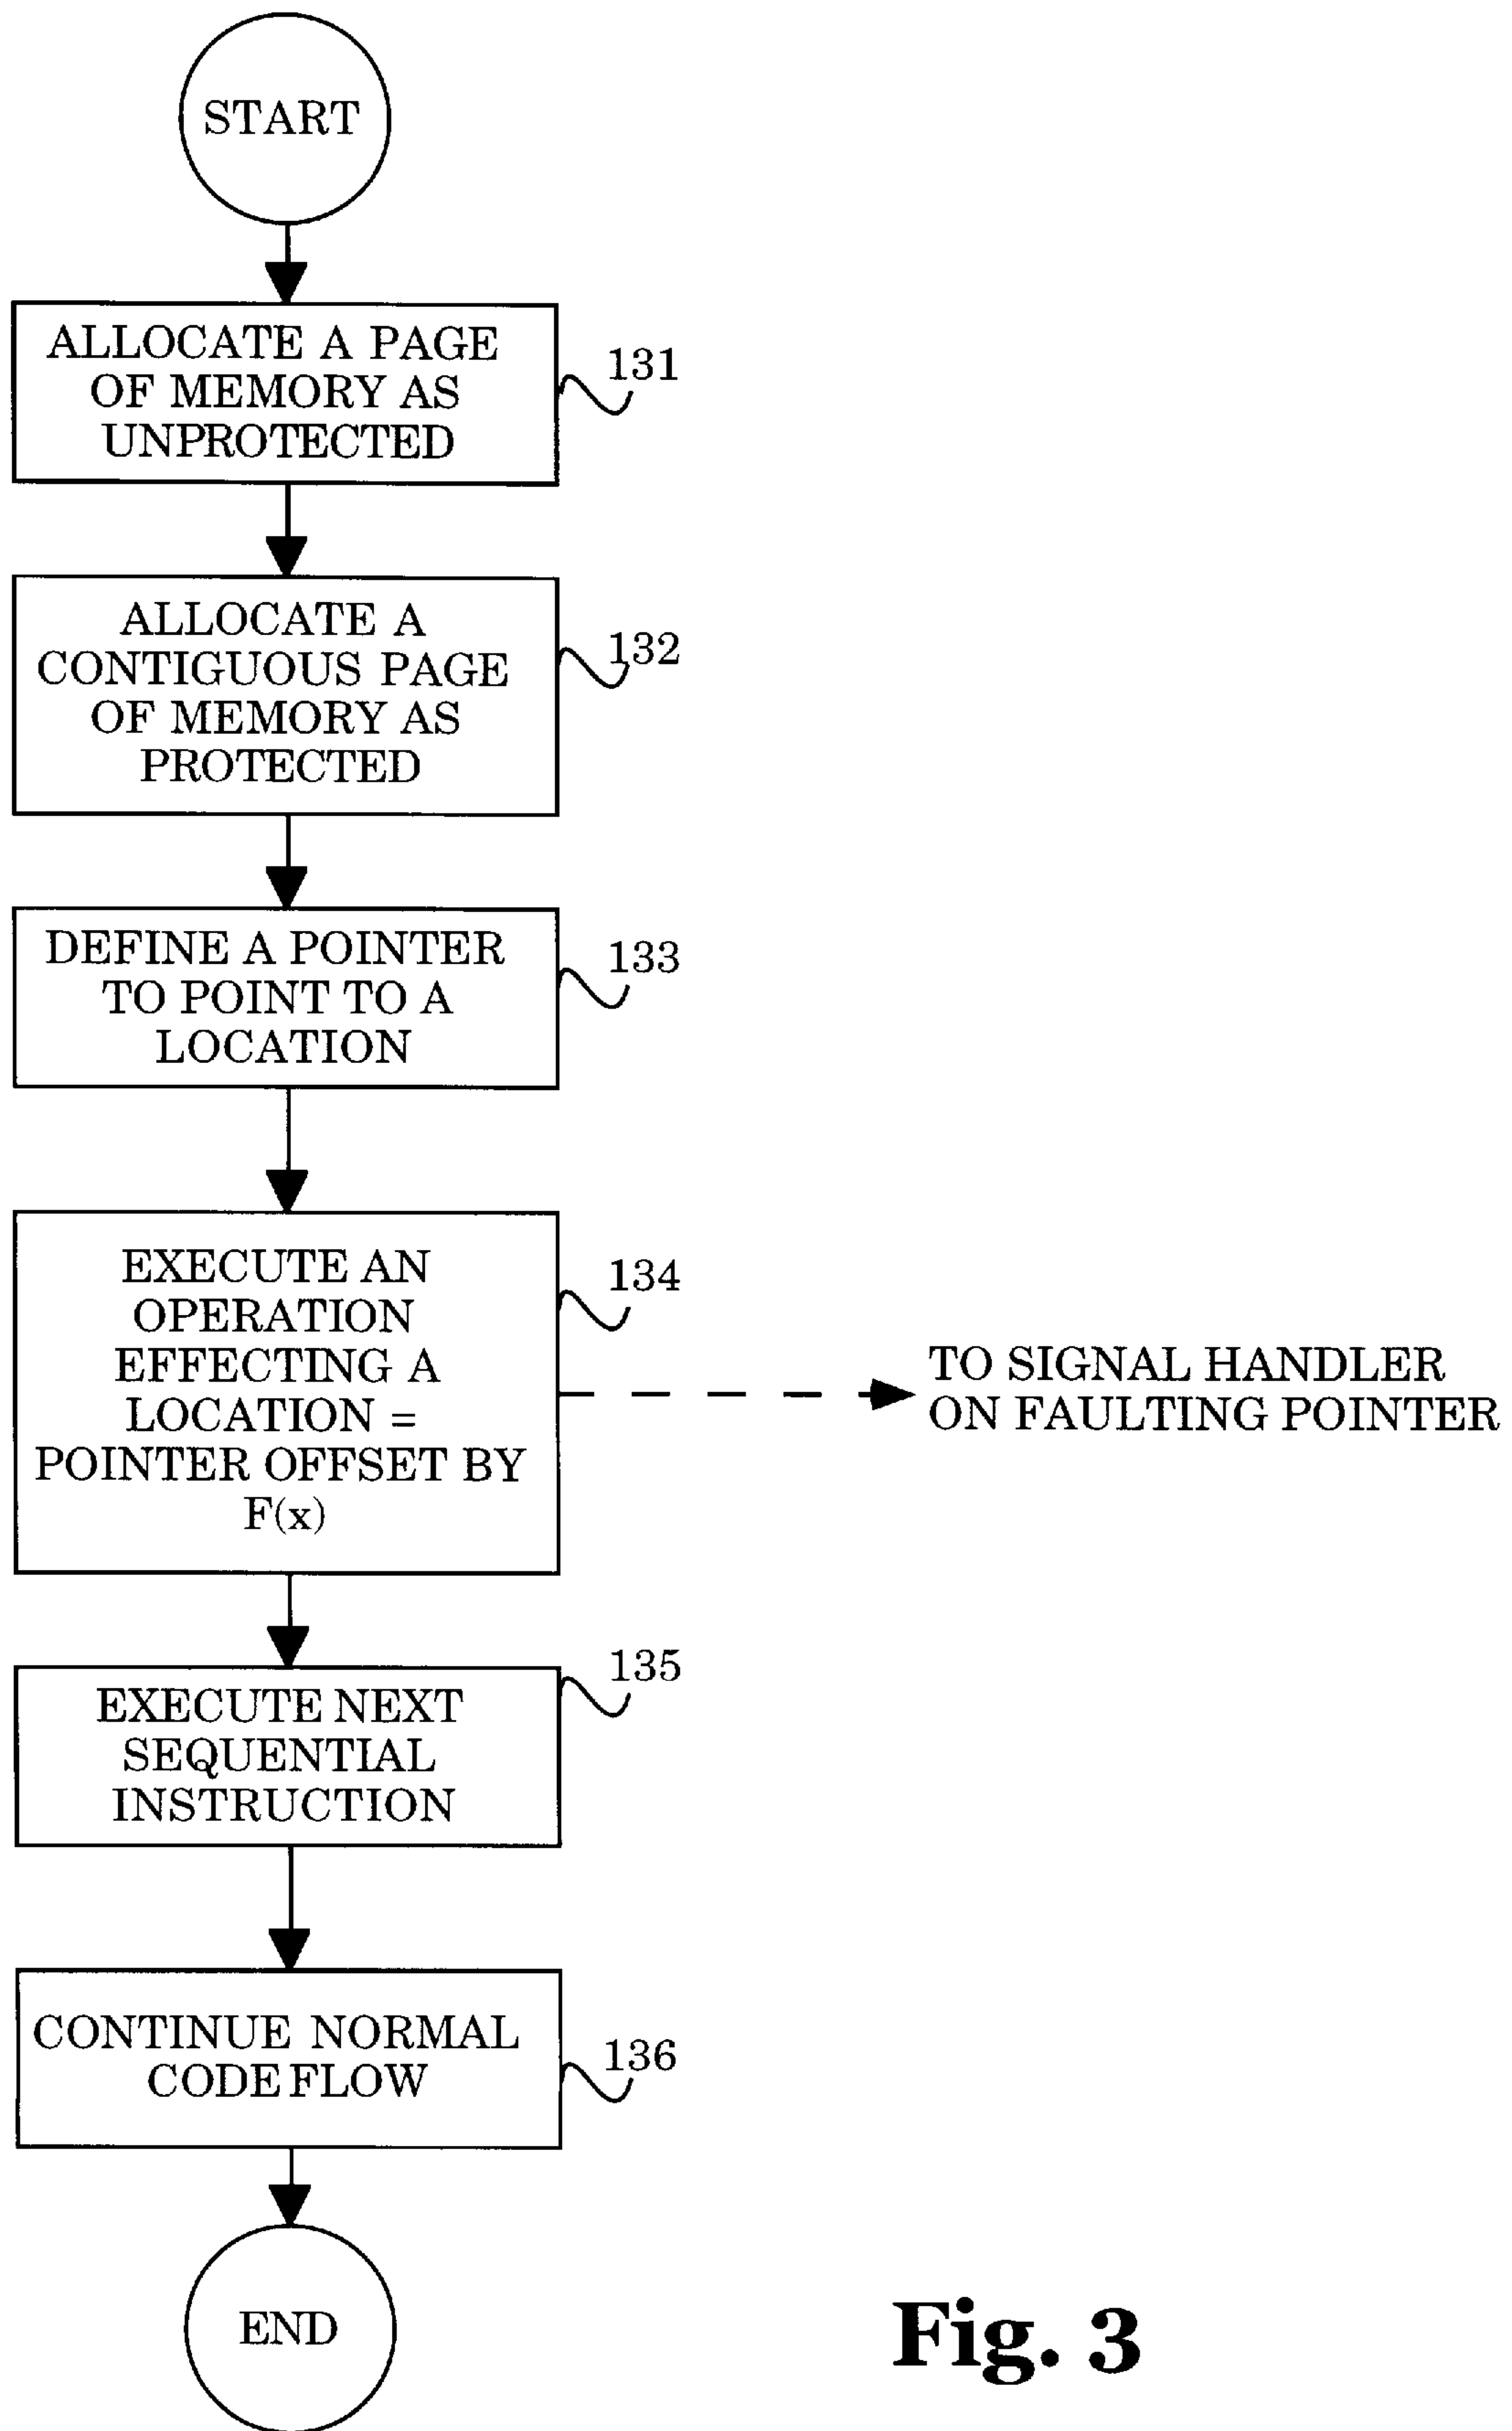 START
ALLOCATE A PAGE
OF MEMORY AS
UNPROTECTED
131
ALLOCATE A
CONTIGUOUS PAGE
OF MEMORY AS
PROTECTED
132
DEFINE A POINTER
TO POINT TO A
LOCATION
133
EXECUTE AN
OPERATION
EFFECTING A
LOCATION =
POINTER OFFSET BY
F(x)
134
TO SIGNAL HANDLER
ON FAULTING POINTER
EXECUTE NEXT
SEQUENTIAL
INSTRUCTION
135
CONTINUE NORMAL
CODE FLOW
136
END
Fig. 3